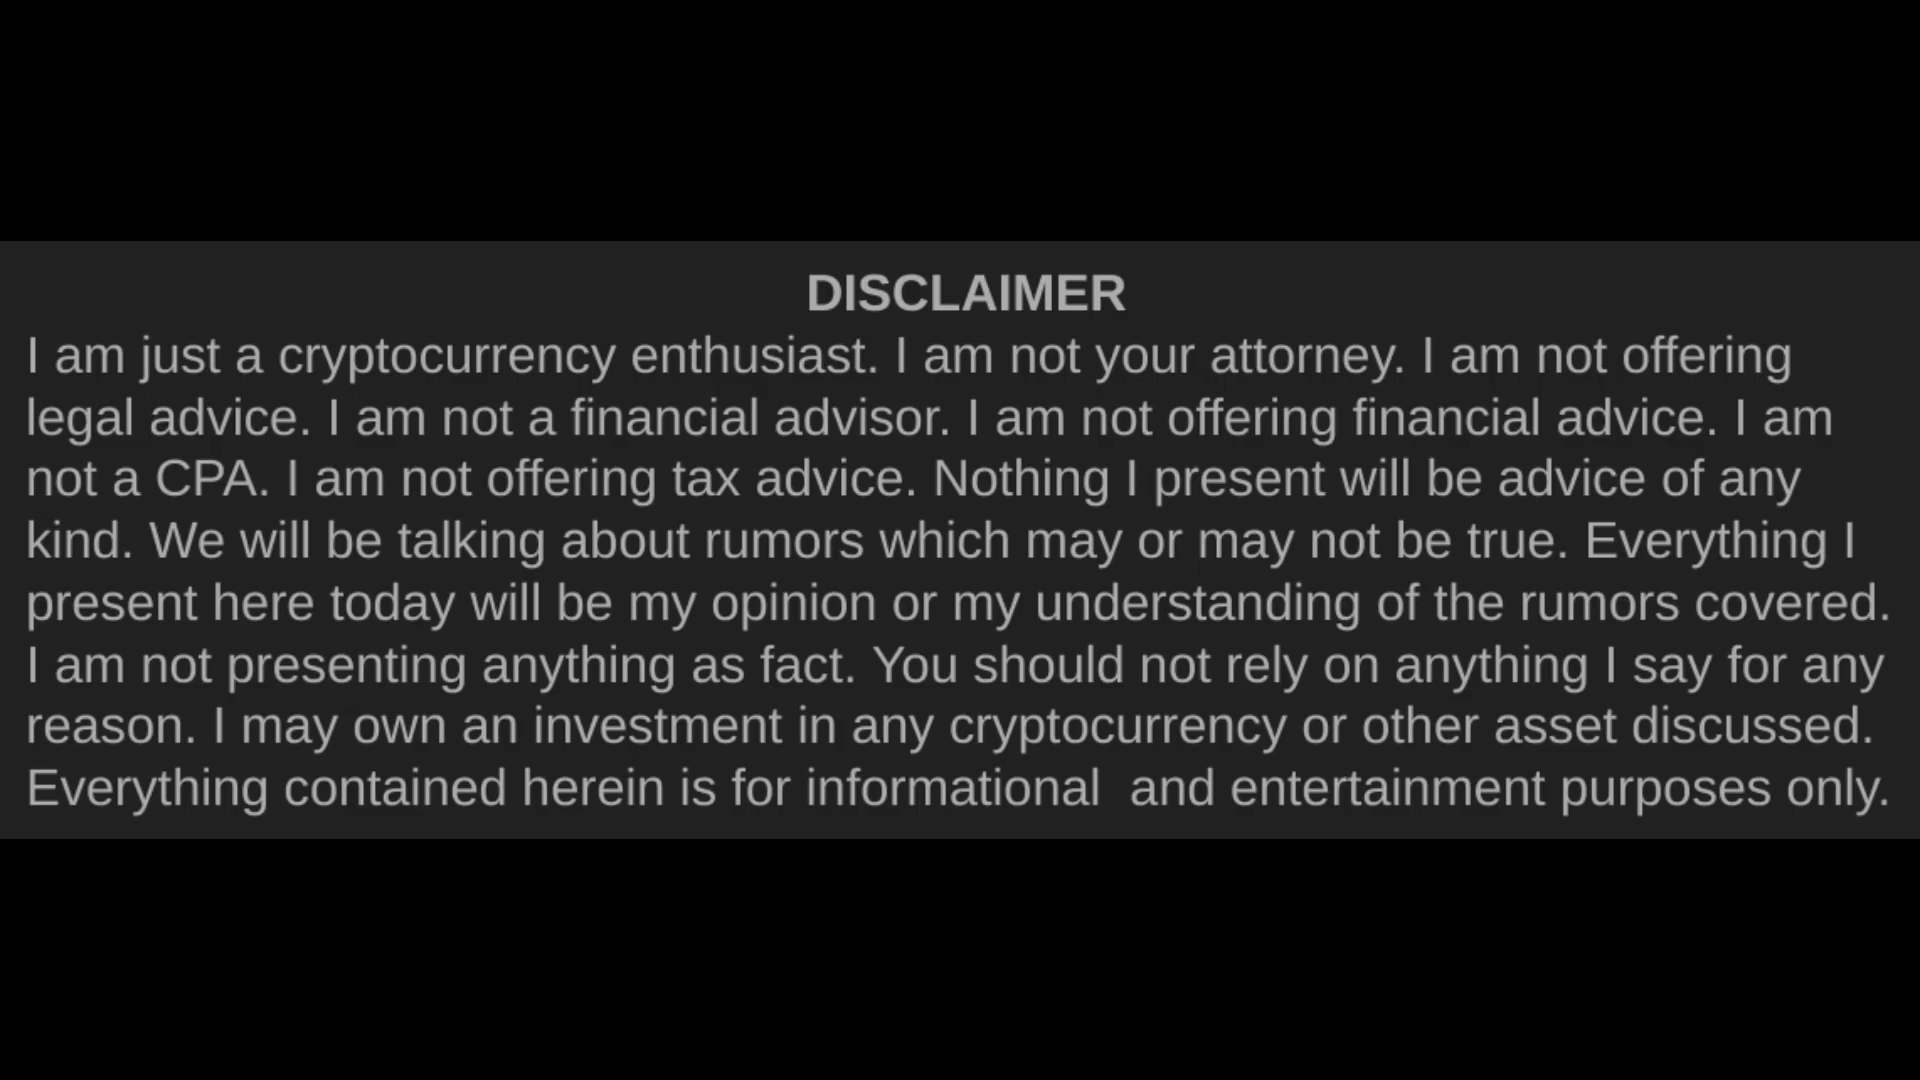 DISCLAIMER
I am just a cryptocurrency enthusiast. I am not your attorney. I am not offering
legal advice. I am not a financial advisor. I am not offering financial advice. I am
not a CPA. I am not offering tax advice. Nothing I present will be advice of any
kind. We will be talking about rumors which may or may not be true. Everything I
present here today will be my opinion or my understanding of the rumors covered.
I am not presenting anything as fact. You should not rely on anything I say for any
reason. I may own an investment in any cryptocurrency or other asset discussed.
Everything contained herein is for informational  and entertainment purposes only.